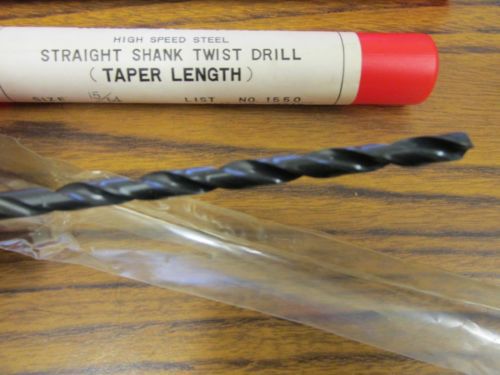 HIGH SPEED STEEL
STRAIGHT SHANK TWIST DRILL
(TAPER LENGTH)
SIZE 15/64 LIST NO. 1550